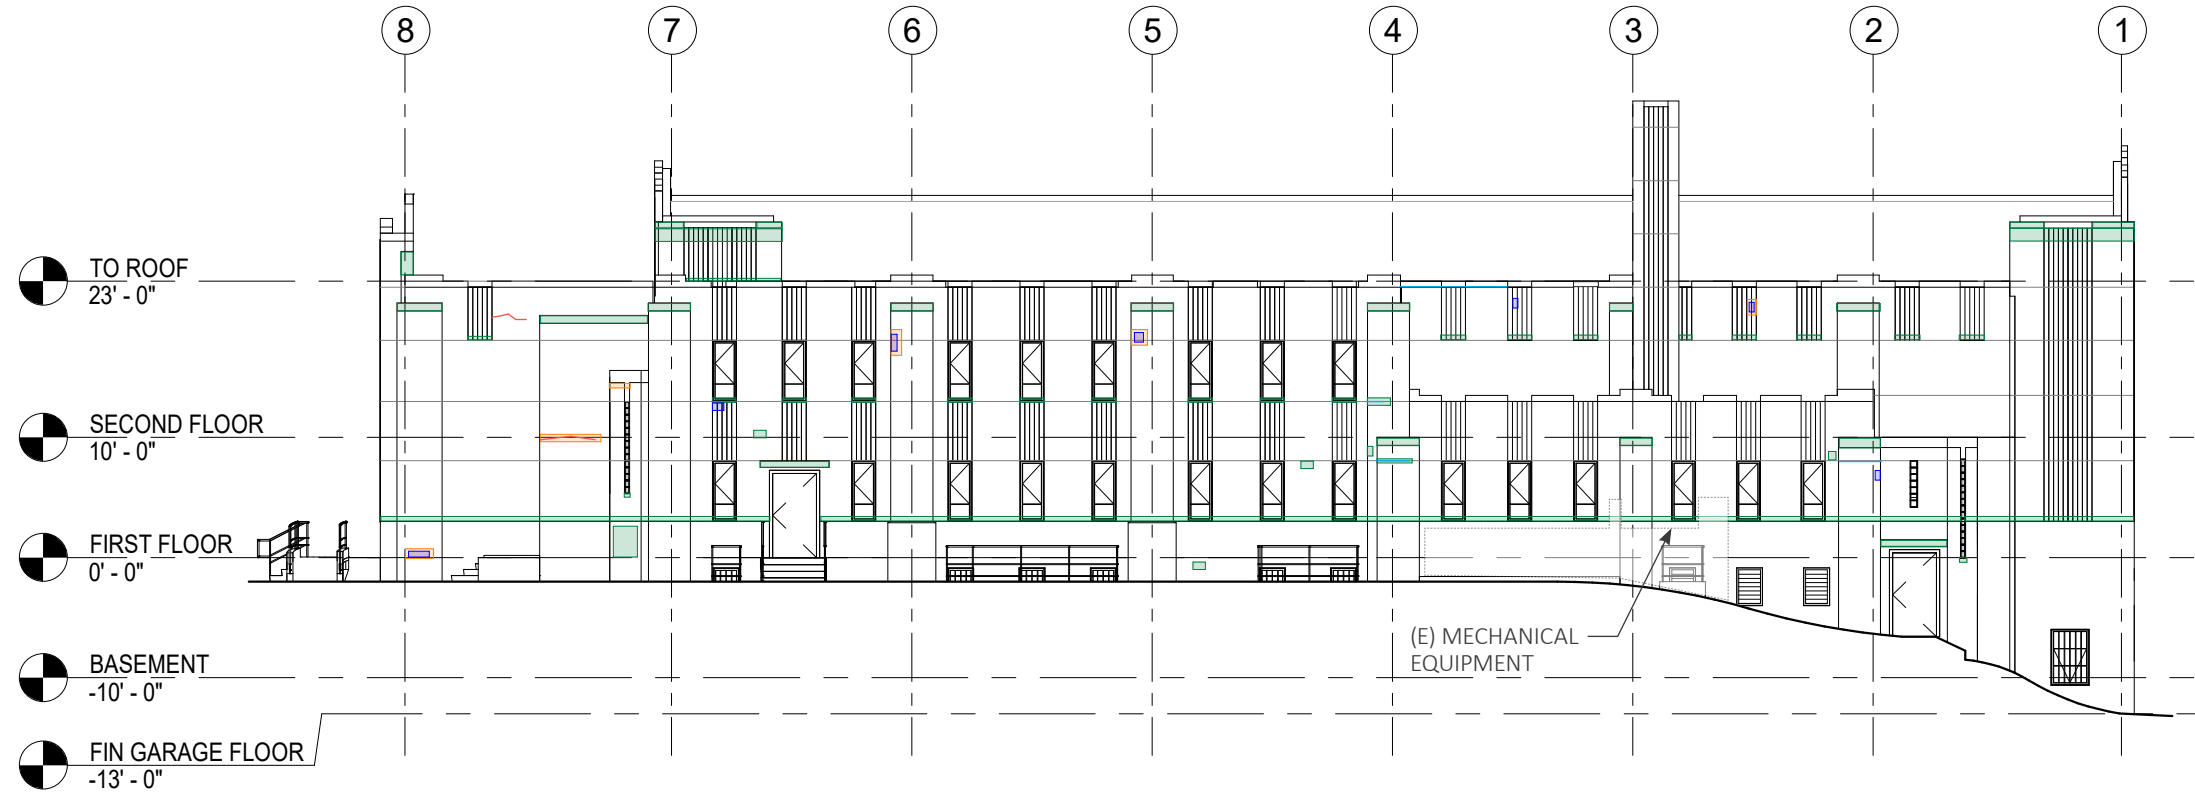 8 7 6 5 4 3 2 1
TO ROOF
23' - 0"
SECOND FLOOR
10' - 0"
FIRST FLOOR
0' - 0"
(E) MECHANICAL
EQUIPMENT
BASEMENT
-10' - 0"
FIN GARAGE FLOOR
-13' - 0"